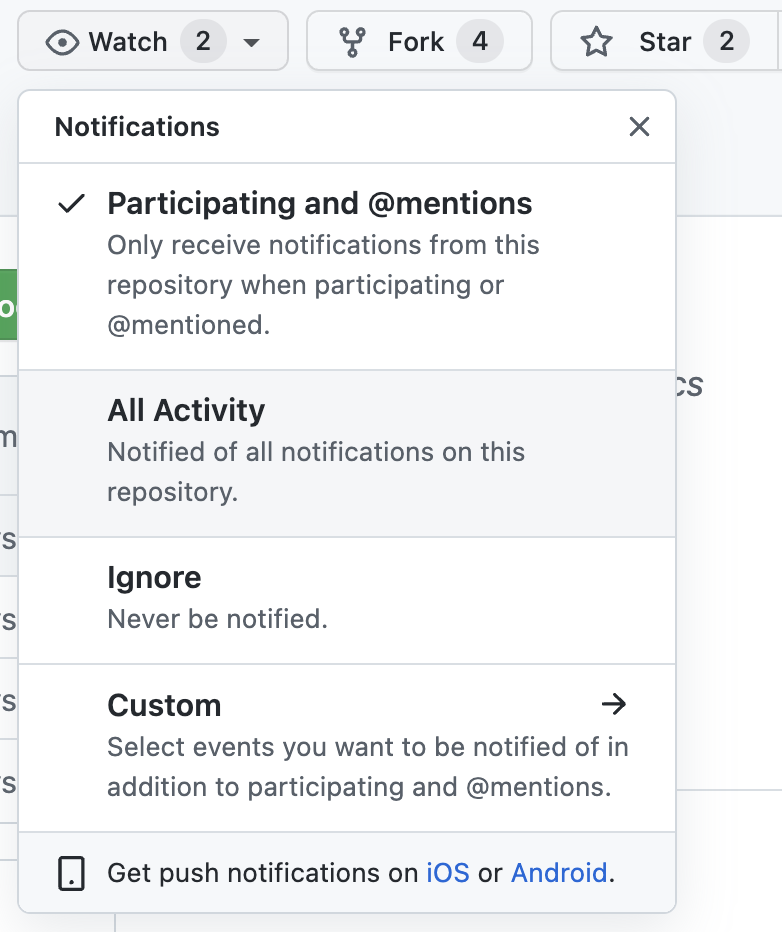 Watch 2 Fork 4 Star 2
Notifications
Participating and @mentions
Only receive notifications from this
repository when participating or
@mentioned.
All Activity
Notified of all notifications on this
repository.
Ignore
Never be notified.
Custom
Select events you want to be notified of in
addition to participating and @mentions.
Get push notifications on iOS or Android.